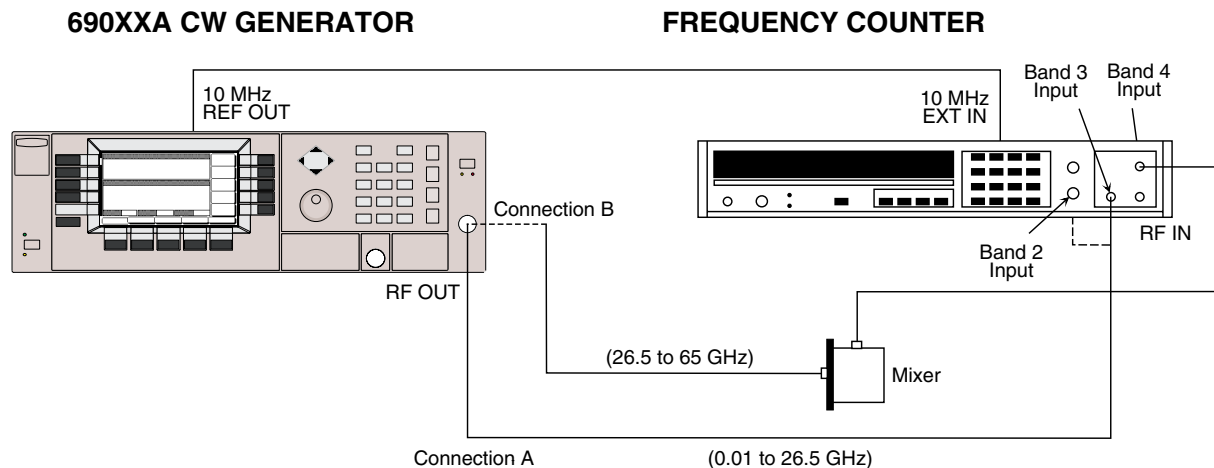 690XXA CW GENERATOR
FREQUENCY COUNTER
10 MHz
REF OUT
10 MHz
EXT IN
Band 3
Input
Band 4
Input
Connection B
RF IN
Band 2
Input
RF OUT
(26.5 to 65 GHz)
Mixer
Connection A
(0.01 to 26.5 GHz)